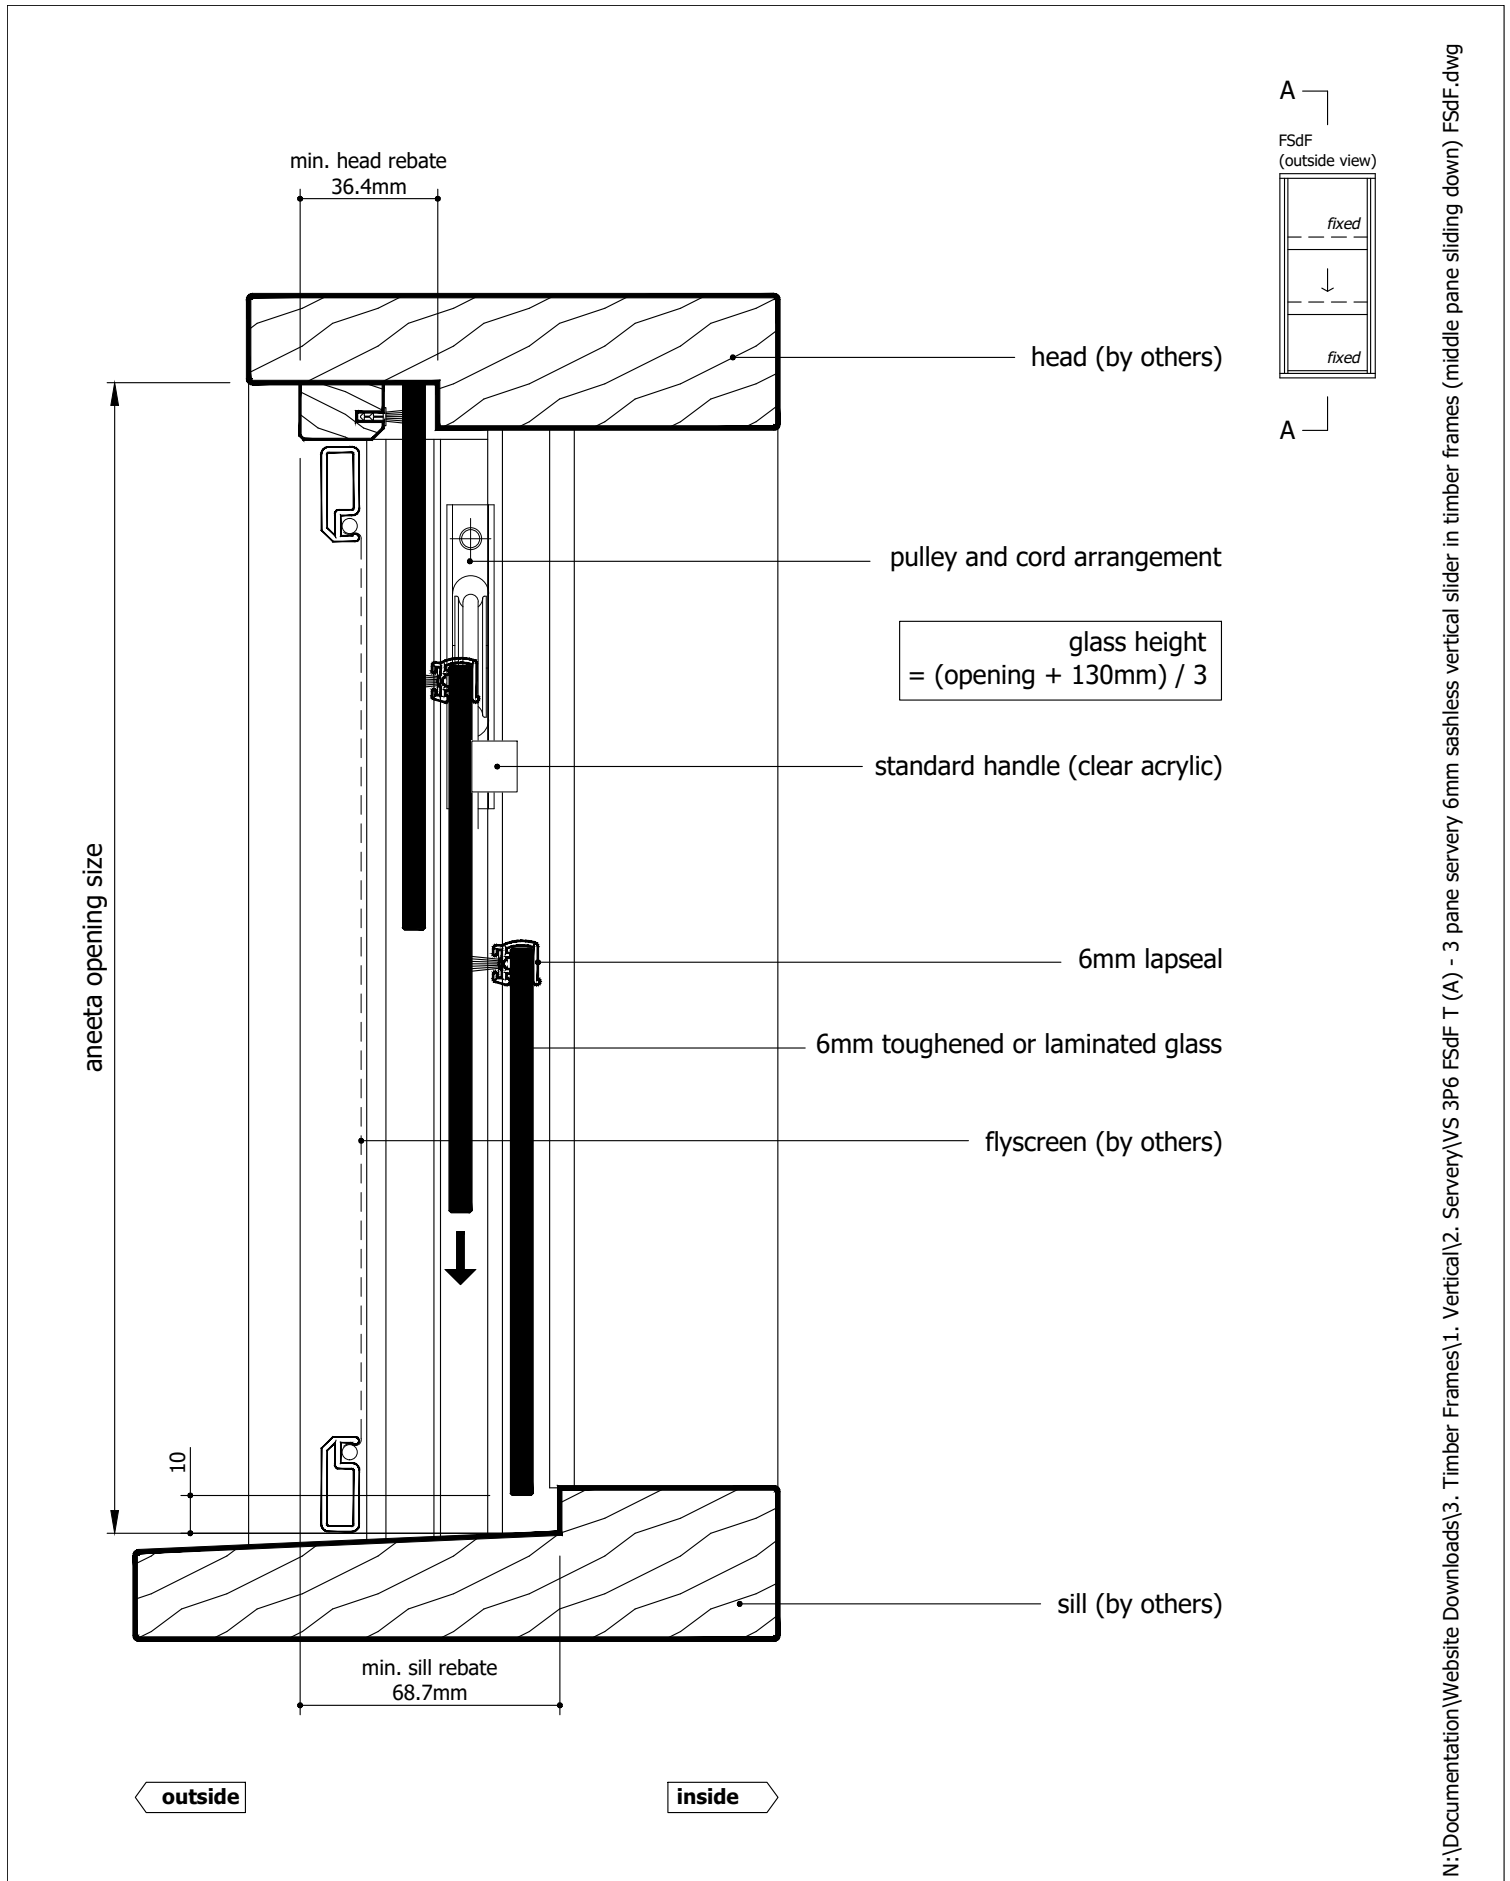 A
FSdF
(outside view)
fixed
fixed
A
min. head rebate
36.4mm
head (by others)
pulley and cord arrangement
glass height
= (opening + 130mm) / 3
standard handle (clear acrylic)
aneeta opening size
6mm lapseal
6mm toughened or laminated glass
flyscreen (by others)
10
sill (by others)
min. sill rebate
68.7mm
outside
inside
N:\Documentation\Website Downloads\3. Timber Frames\1. Vertical\2. Servery\VS 3P6 FSdF T (A) - 3 pane servery 6mm sashless vertical slider in timber frames (middle pane sliding down) FSdF.dwg